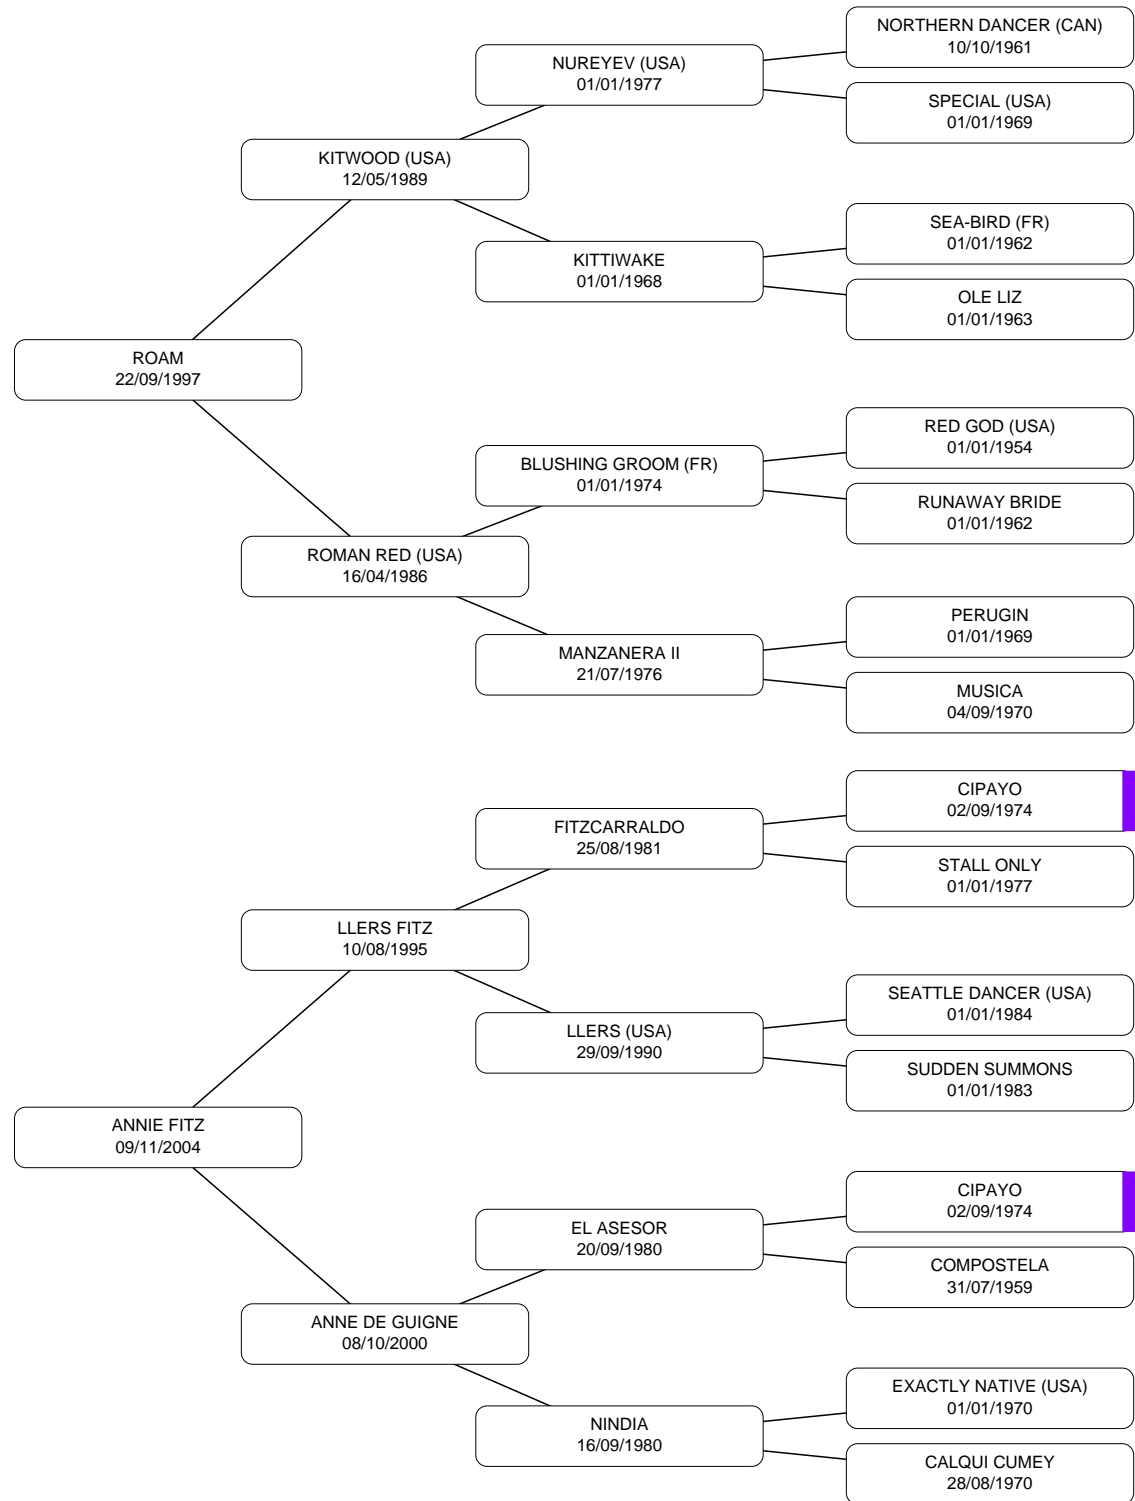 NORTHERN DANCER (CAN)
10/10/1961
NUREYEV (USA)
01/01/1977
SPECIAL (USA)
01/01/1969
KITWOOD (USA)
12/05/1989
SEA-BIRD (FR)
01/01/1962
KITTIWAKE
01/01/1968
OLE LIZ
01/01/1963
ROAM
22/09/1997
RED GOD (USA)
01/01/1954
BLUSHING GROOM (FR)
01/01/1974
RUNAWAY BRIDE
01/01/1962
ROMAN RED (USA)
16/04/1986
PERUGIN
01/01/1969
MANZANERA II
21/07/1976
MUSICA
04/09/1970
CIPAYO
02/09/1974
FITZCARRALDO
25/08/1981
STALL ONLY
01/01/1977
LLERS FITZ
10/08/1995
SEATTLE DANCER (USA)
01/01/1984
LLERS (USA)
29/09/1990
SUDDEN SUMMONS
01/01/1983
ANNIE FITZ
09/11/2004
CIPAYO
02/09/1974
EL ASESOR
20/09/1980
COMPOSTELA
31/07/1959
ANNE DE GUIGNE
08/10/2000
EXACTLY NATIVE (USA)
01/01/1970
NINDIA
16/09/1980
CALQUI CUMEY
28/08/1970